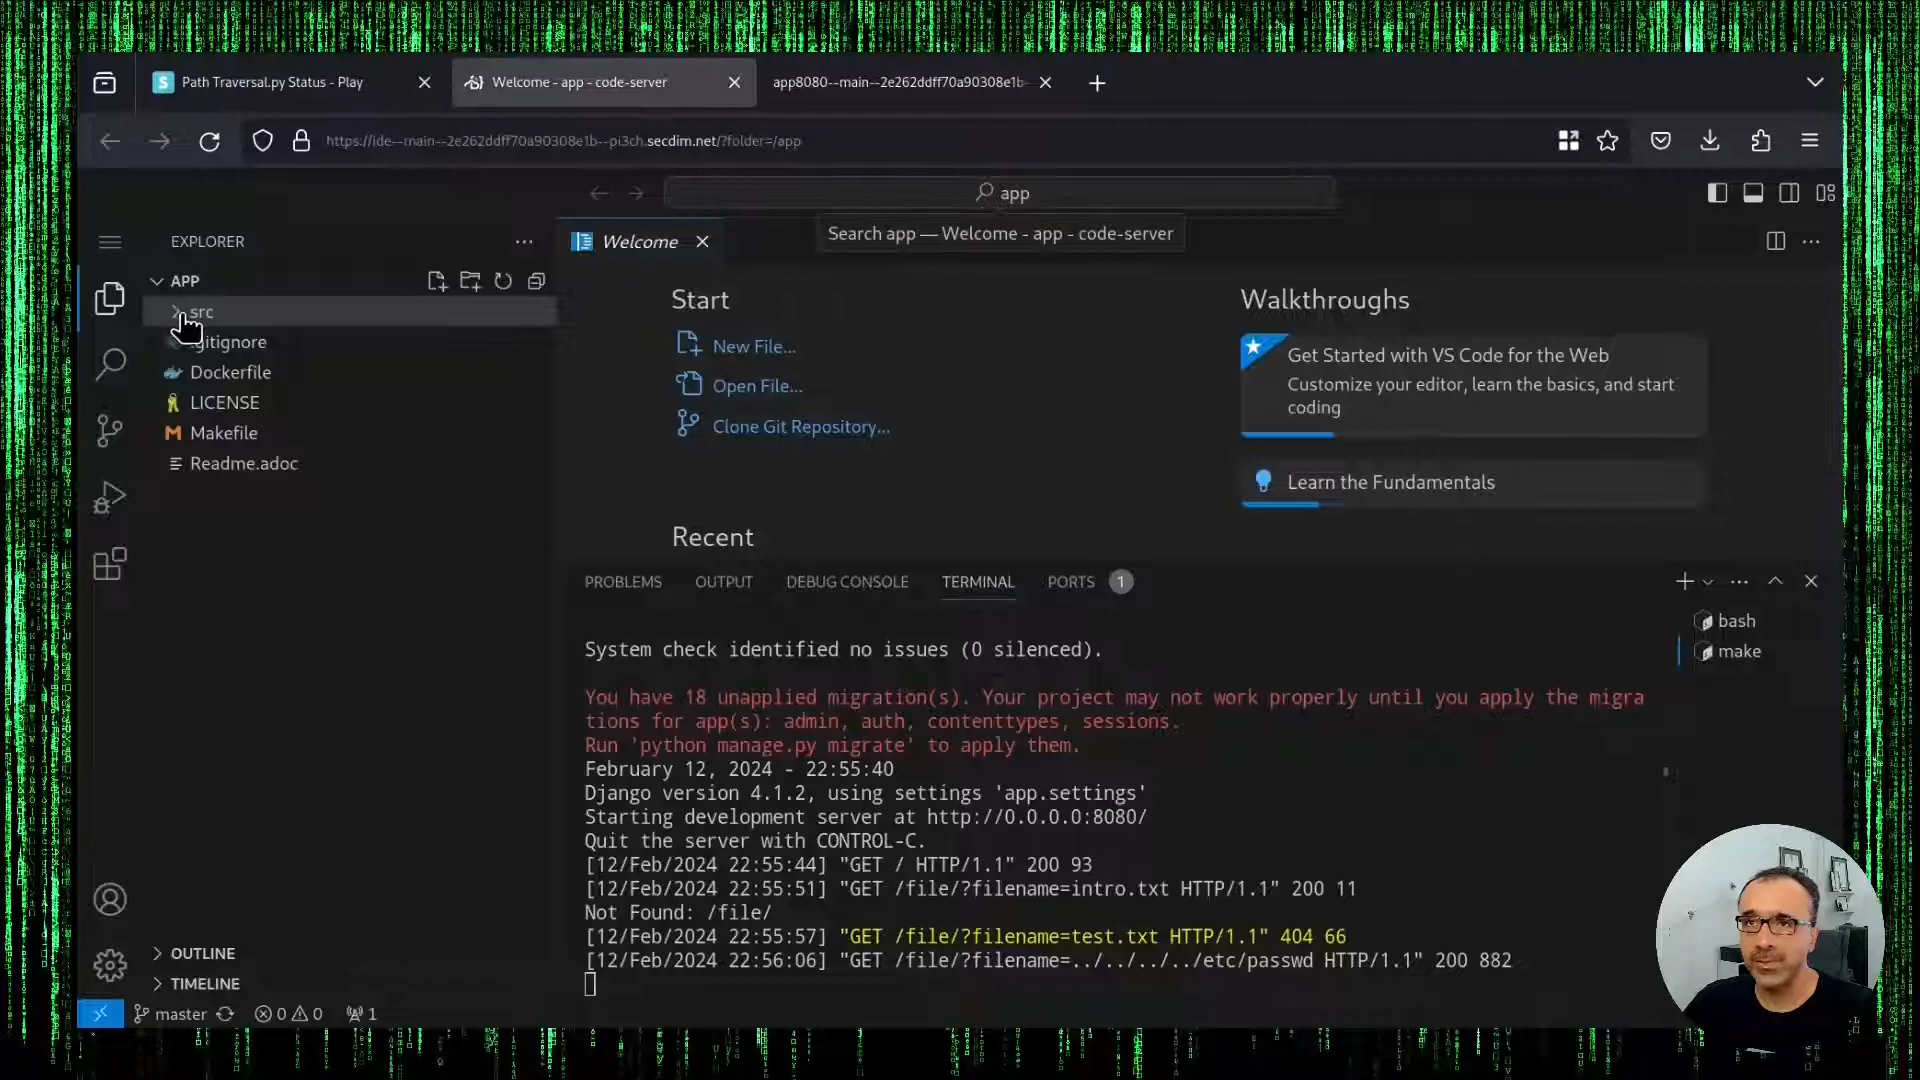 Path Traversal.py Status - Play
Welcome - app - code-server
app8080--main--2e262ddff70a90308e1b-
https://ide--main--2e262ddff70a90308e1b--pi3ch.secdim.net/?folder=/app
app
EXPLORER
Welcome
Search app — Welcome - app - code-server
APP
src
.gitignore
Dockerfile
LICENSE
Makefile
Readme.adoc
Start
New File...
Open File...
Clone Git Repository...
Recent
Walkthroughs
Get Started with VS Code for the Web
Customize your editor, learn the basics, and start
coding
Learn the Fundamentals
PROBLEMS
OUTPUT
DEBUG CONSOLE
TERMINAL
PORTS
1
bash
make
System check identified no issues (0 silenced).
You have 18 unapplied migration(s). Your project may not work properly until you apply the migra
tions for app(s): admin, auth, contenttypes, sessions.
Run 'python manage.py migrate' to apply them.
February 12, 2024 - 22:55:40
Django version 4.1.2, using settings 'app.settings'
Starting development server at http://0.0.0.0:8080/
Quit the server with CONTROL-C.
[12/Feb/2024 22:55:44] "GET / HTTP/1.1" 200 93
[12/Feb/2024 22:55:51] "GET /file/?filename=intro.txt HTTP/1.1" 200 11
Not Found: /file/
[12/Feb/2024 22:55:57] "GET /file/?filename=test.txt HTTP/1.1" 404 66
[12/Feb/2024 22:56:06] "GET /file/?filename=../../../../etc/passwd HTTP/1.1" 200 882
OUTLINE
TIMELINE
master
0
0
1